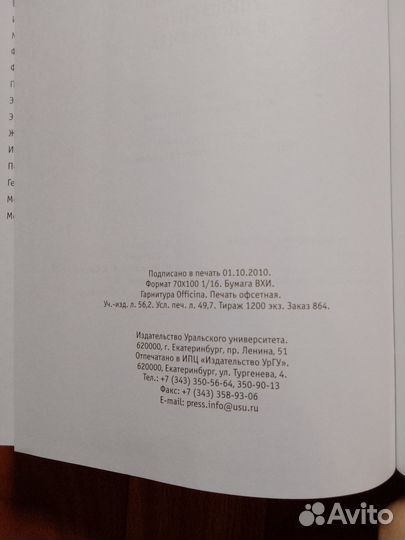 Подписано в печать 01.10.2010.
Формат 70Х100 1/16. Бумага ВХИ.
Гарнитура Officina. Печать офсетная.
Уч.-изд. л. 56,2. Усл. печ. л. 49,7. Тираж 1200 экз. Заказ 864.
Издательство Уральского университета.
620000, г. Екатеринбург, пр. Ленина, 51
Отпечатано в ИПЦ «Издательство УрГУ».
620000, Екатеринбург, ул. Тургенева, 4.
Тел.: +7 (343) 350-56-64, 350-90-13
Факс: +7 (343) 358-93-06
E-mail: press.info@usu.ru
Avito